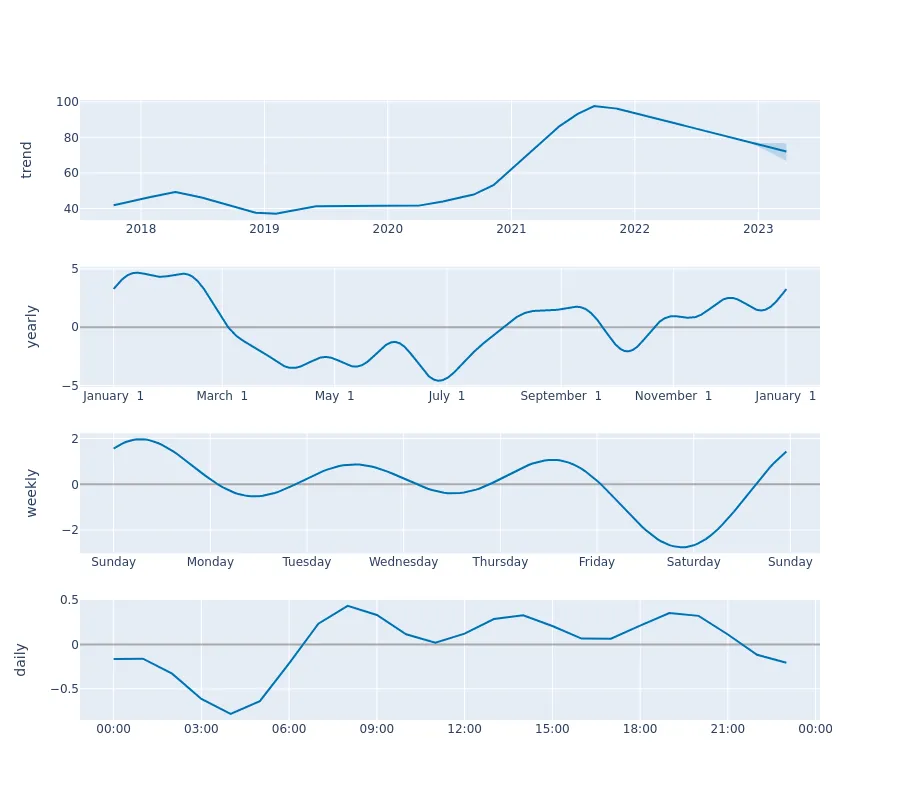 trend
100
80
60
40
2018 2019 2020 2021 2022 2023
yearly
5
0
−5
January 1 March 1 May 1 July 1 September 1 November 1 January 1
weekly
2
0
−2
Sunday Monday Tuesday Wednesday Thursday Friday Saturday Sunday
daily
0.5
0
−0.5
00:00 03:00 06:00 09:00 12:00 15:00 18:00 21:00 00:00